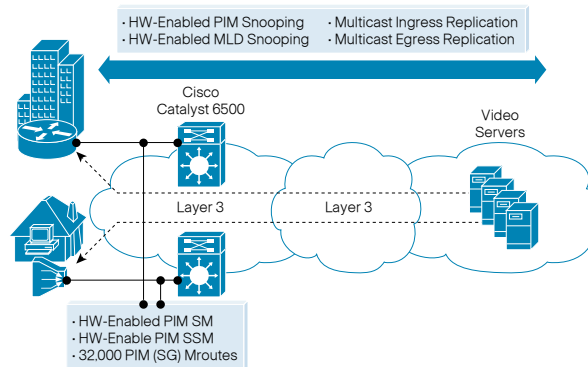 • HW-Enabled PIM Snooping • Multicast Ingress Replication
• HW-Enabled MLD Snooping • Multicast Egress Replication
Cisco
Catalyst 6500
Video
Servers
Layer 3 Layer 3
• HW-Enabled PIM SM
• HW-Enable PIM SSM
• 32,000 PIM (SG) Mroutes